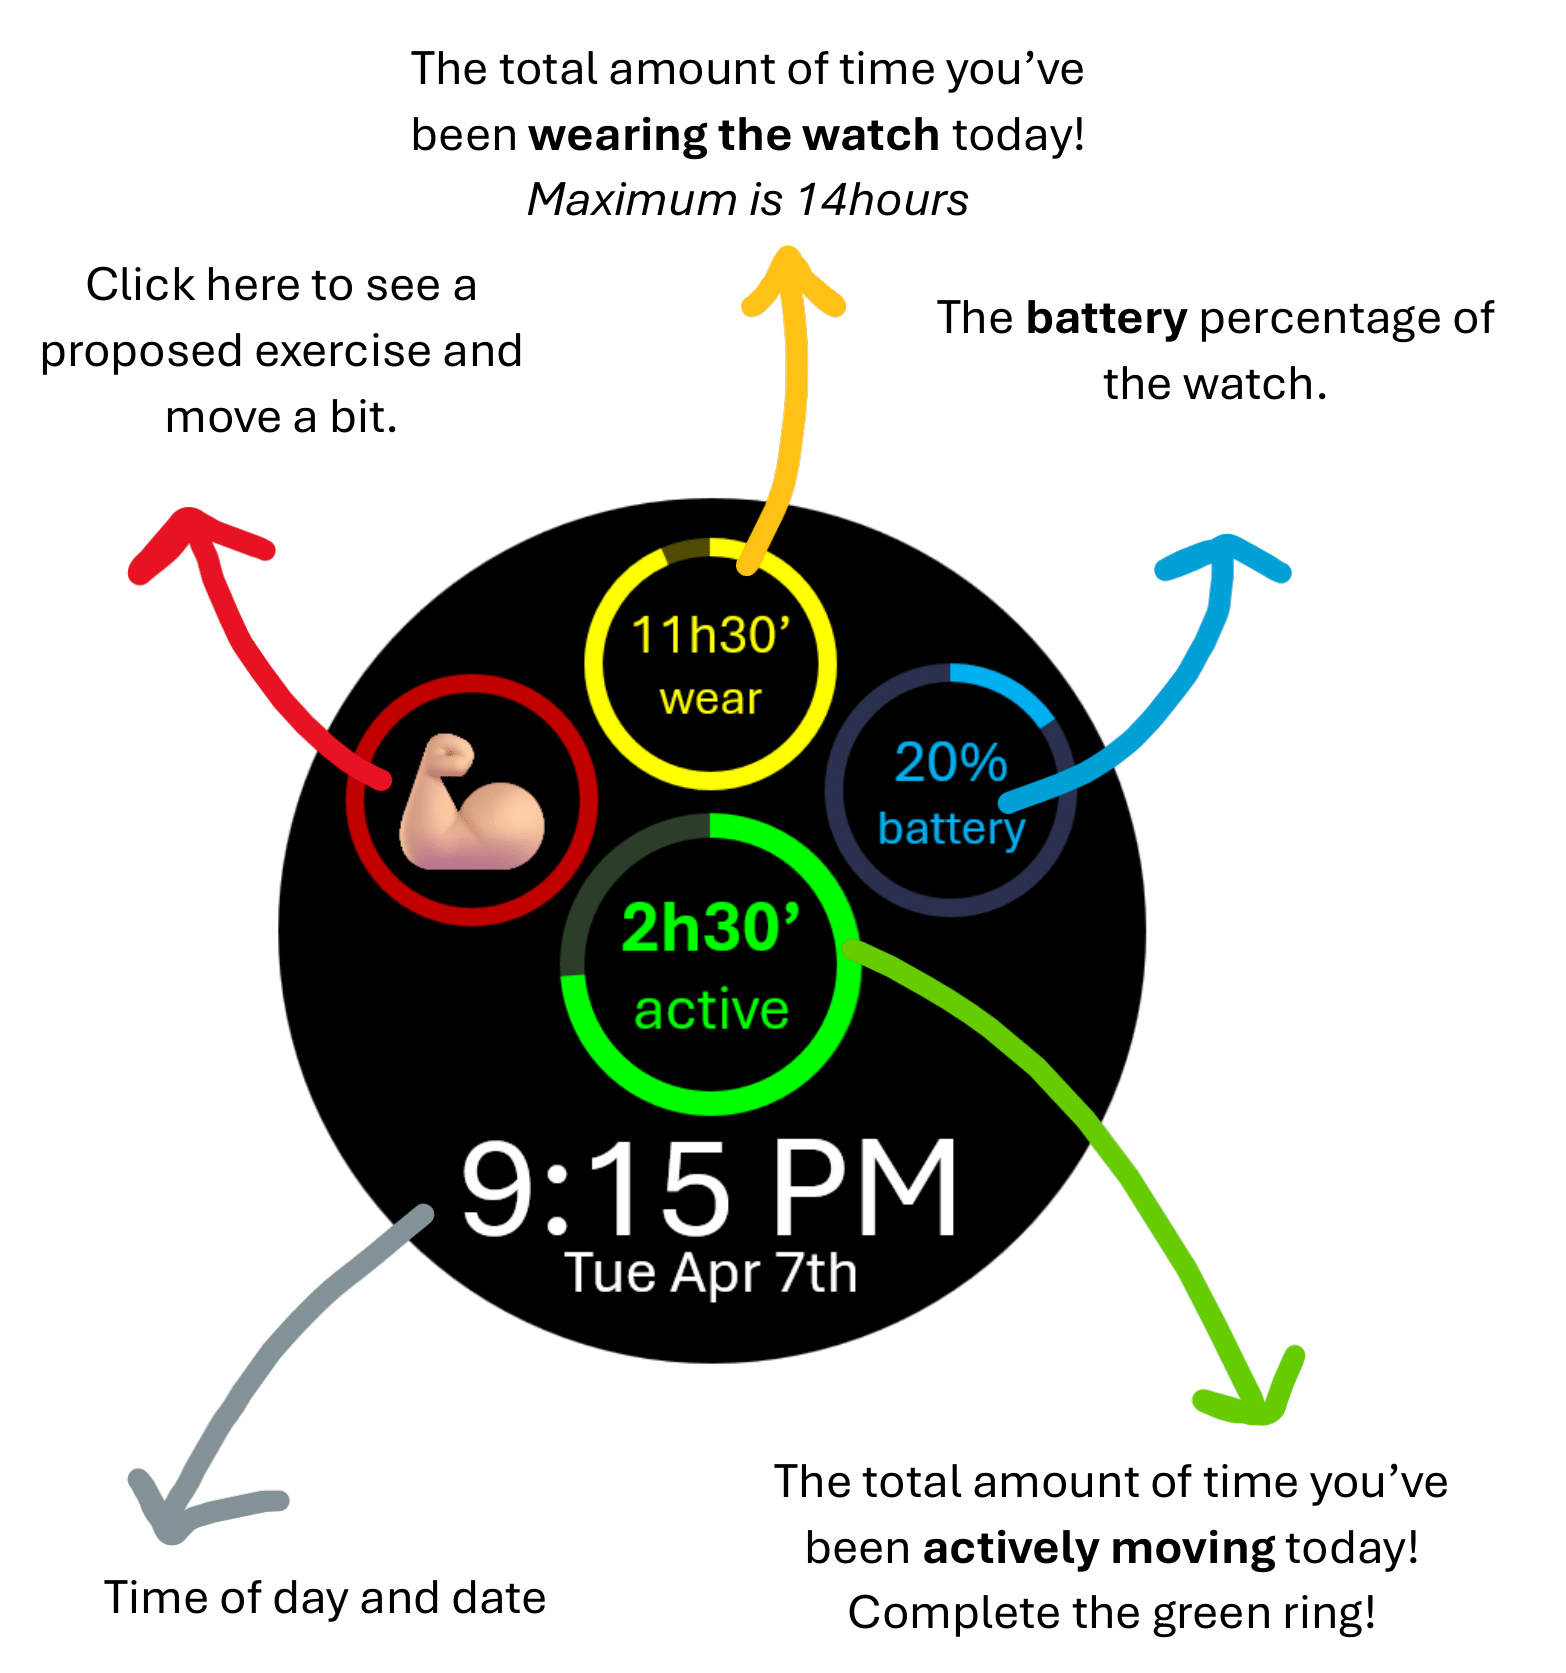 The total amount of time you’ve
been wearing the watch today!
Maximum is 14hours
Click here to see a
proposed exercise and
move a bit.
The battery percentage of
the watch.
11h30’
wear
20%
battery
2h30’
active
9:15 PM
Tue Apr 7th
Time of day and date
The total amount of time you’ve
been actively moving today!
Complete the green ring!